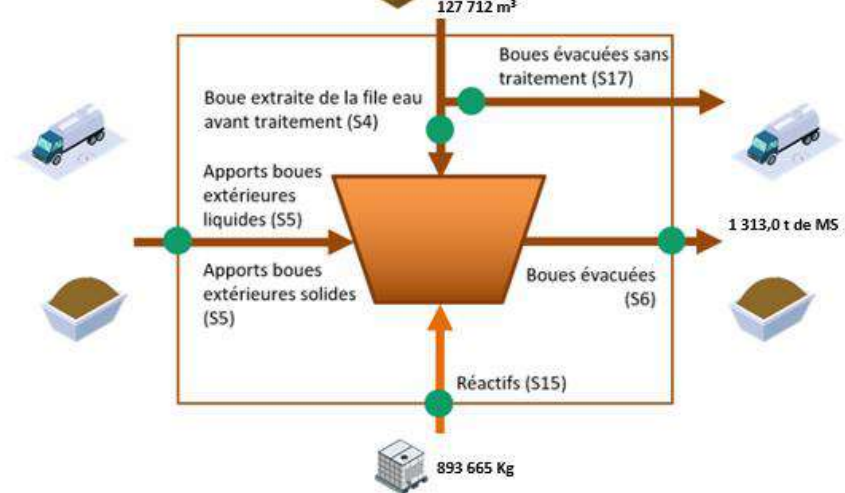 127 712 m³
Boues évacuées sans
traitement (S17)
Boue extraite de la file eau
avant traitement (S4)
Apports boues
extérieures
liquides (S5)
1 313,0 t de MS
Apports boues
extérieures solides
(S5)
Boues évacuées
(S6)
Réactifs (S15)
893 665 Kg